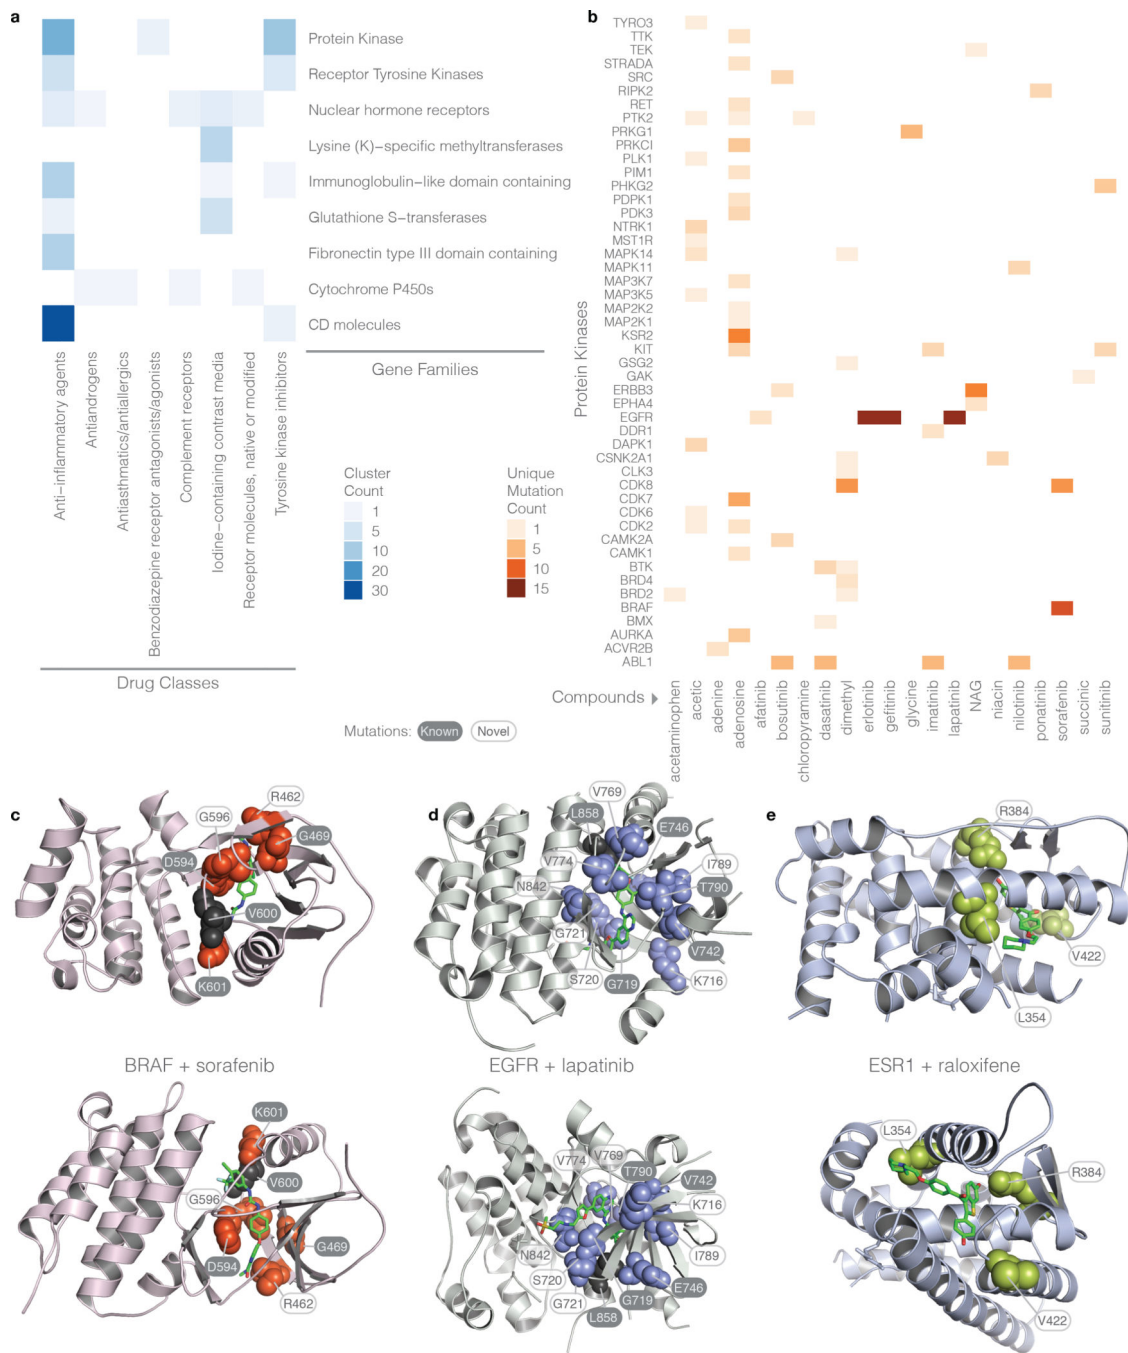 a
Protein Kinase
Receptor Tyrosine Kinases
Nuclear hormone receptors
Lysine (K)-specific methyltransferases
Immunoglobulin-like domain containing
Glutathione S-transferases
Fibronectin type III domain containing
Cytochrome P450s
CD molecules
Gene Families
Anti-inflammatory agents
Antiandrogens
Antiasthmatics/antiallergics
Benzodiazepine receptor antagonists/agonists
Complement receptors
Iodine-containing contrast media
Receptor molecules, native or modified
Tyrosine kinase inhibitors
Drug Classes
Cluster
Count
1
5
10
20
30
Unique
Mutation
Count
1
5
10
15
b
Protein Kinases
TYRO3
TTK
TEK
STRADA
SRC
RIPK2
RET
PTK2
PRKG1
PRKCI
PLK1
PIM1
PHKG2
PDPK1
PDK3
NTRK1
MST1R
MAPK14
MAPK11
MAP3K7
MAP3K5
MAP2K2
MAP2K1
KSR2
KIT
GSG2
GAK
ERBB3
EPHA4
EGFR
DDR1
DAPK1
CSNK2A1
CLK3
CDK8
CDK7
CDK6
CDK2
CAMK2A
CAMK1
BTK
BRD4
BRD2
BRAF
BMX
AURKA
ACVR2B
ABL1
Compounds
acetaminophen
acetic
adenine
adenosine
afatinib
bosutinib
chloropyramine
dasatinib
dimethyl
erlotinib
gefitinib
glycine
imatinib
lapatinib
NAG
niacin
nilotinib
ponatinib
sorafenib
succinic
sunitinib
Mutations: Known Novel
c
R462
G596
G469
D594
V600
K601
BRAF + sorafenib
K601
V600
G596
G469
D594
R462
d
V769
L858
E746
V774
I789
N842
T790
G721
V742
S720
G719
K716
EGFR + lapatinib
V774
V769
T790
V742
K716
N842
I789
S720
E746
G721
G719
L858
e
R384
V422
L354
ESR1 + raloxifene
L354
R384
V422